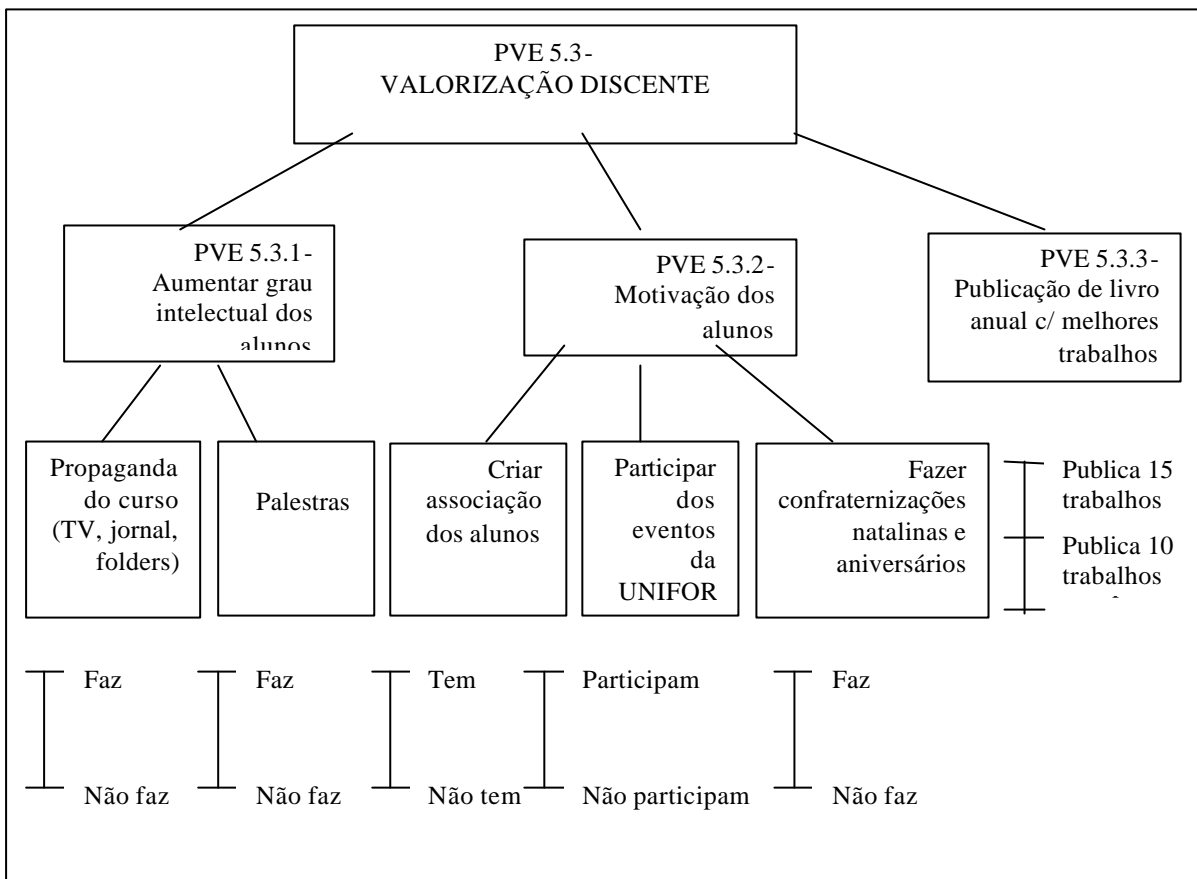 PVE 5.3-
VALORIZAÇÃO DISCENTE
PVE 5.3.1-
Aumentar grau
intelectual dos
alunos
PVE 5.3.2-
Motivação dos
alunos
PVE 5.3.3-
Publicação de livro
anual c/ melhores
trabalhos
Propaganda
do curso
(TV, jornal,
folders)
Palestras
Criar
associação
dos alunos
Participar
dos
eventos
da
UNIFOR
Fazer
confraternizações
natalinas e
aniversários
Publica 15
trabalhos
Publica 10
trabalhos
Faz
Não faz
Faz
Não faz
Tem
Não tem
Participam
Não participam
Faz
Não faz